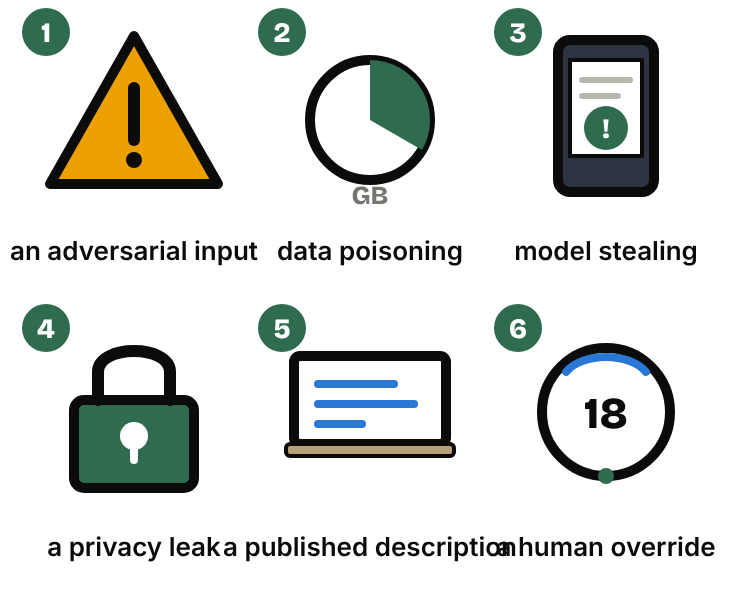 1
2
3
!
GB
an adversarial input
data poisoning
model stealing
4
5
6
18
a privacy leak
a published description
a human override